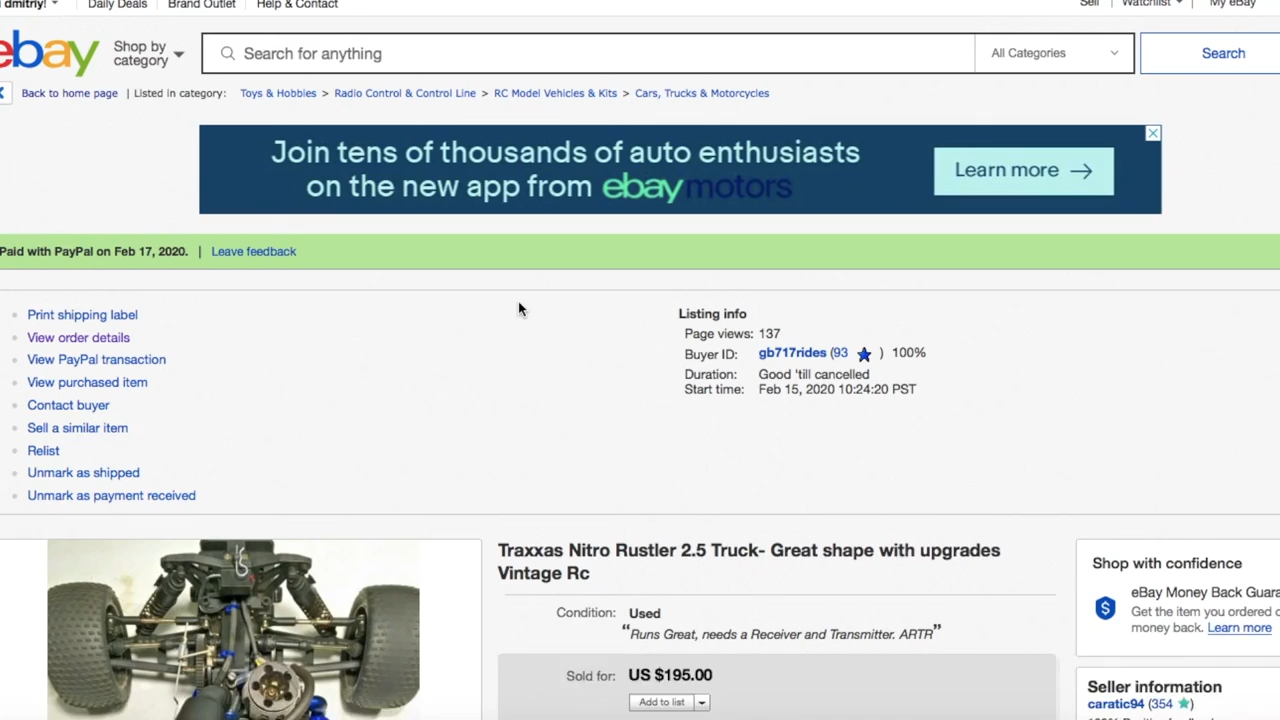 dmitriy! Daily Deals Brand Outlet Help & Contact Sell Watchlist My eBay
ebay Shop by category Search for anything All Categories Search
Back to home page | Listed in category: Toys & Hobbies > Radio Control & Control Line > RC Model Vehicles & Kits > Cars, Trucks & Motorcycles
Join tens of thousands of auto enthusiasts
on the new app from ebay motors
Learn more →
Paid with PayPal on Feb 17, 2020. | Leave feedback
Print shipping label
View order details
View PayPal transaction
View purchased item
Contact buyer
Sell a similar item
Relist
Unmark as shipped
Unmark as payment received
Listing info
Page views: 137
Buyer ID: gb717rides (93 ) 100%
Duration: Good 'till cancelled
Start time: Feb 15, 2020 10:24:20 PST
Traxxas Nitro Rustler 2.5 Truck- Great shape with upgrades
Vintage Rc
Condition: Used
"Runs Great, needs a Receiver and Transmitter. ARTR"
Sold for: US $195.00
Add to list
Shop with confidence
eBay Money Back Guara
Get the item you ordered o
money back. Learn more
Seller information
caratic94 (354 )